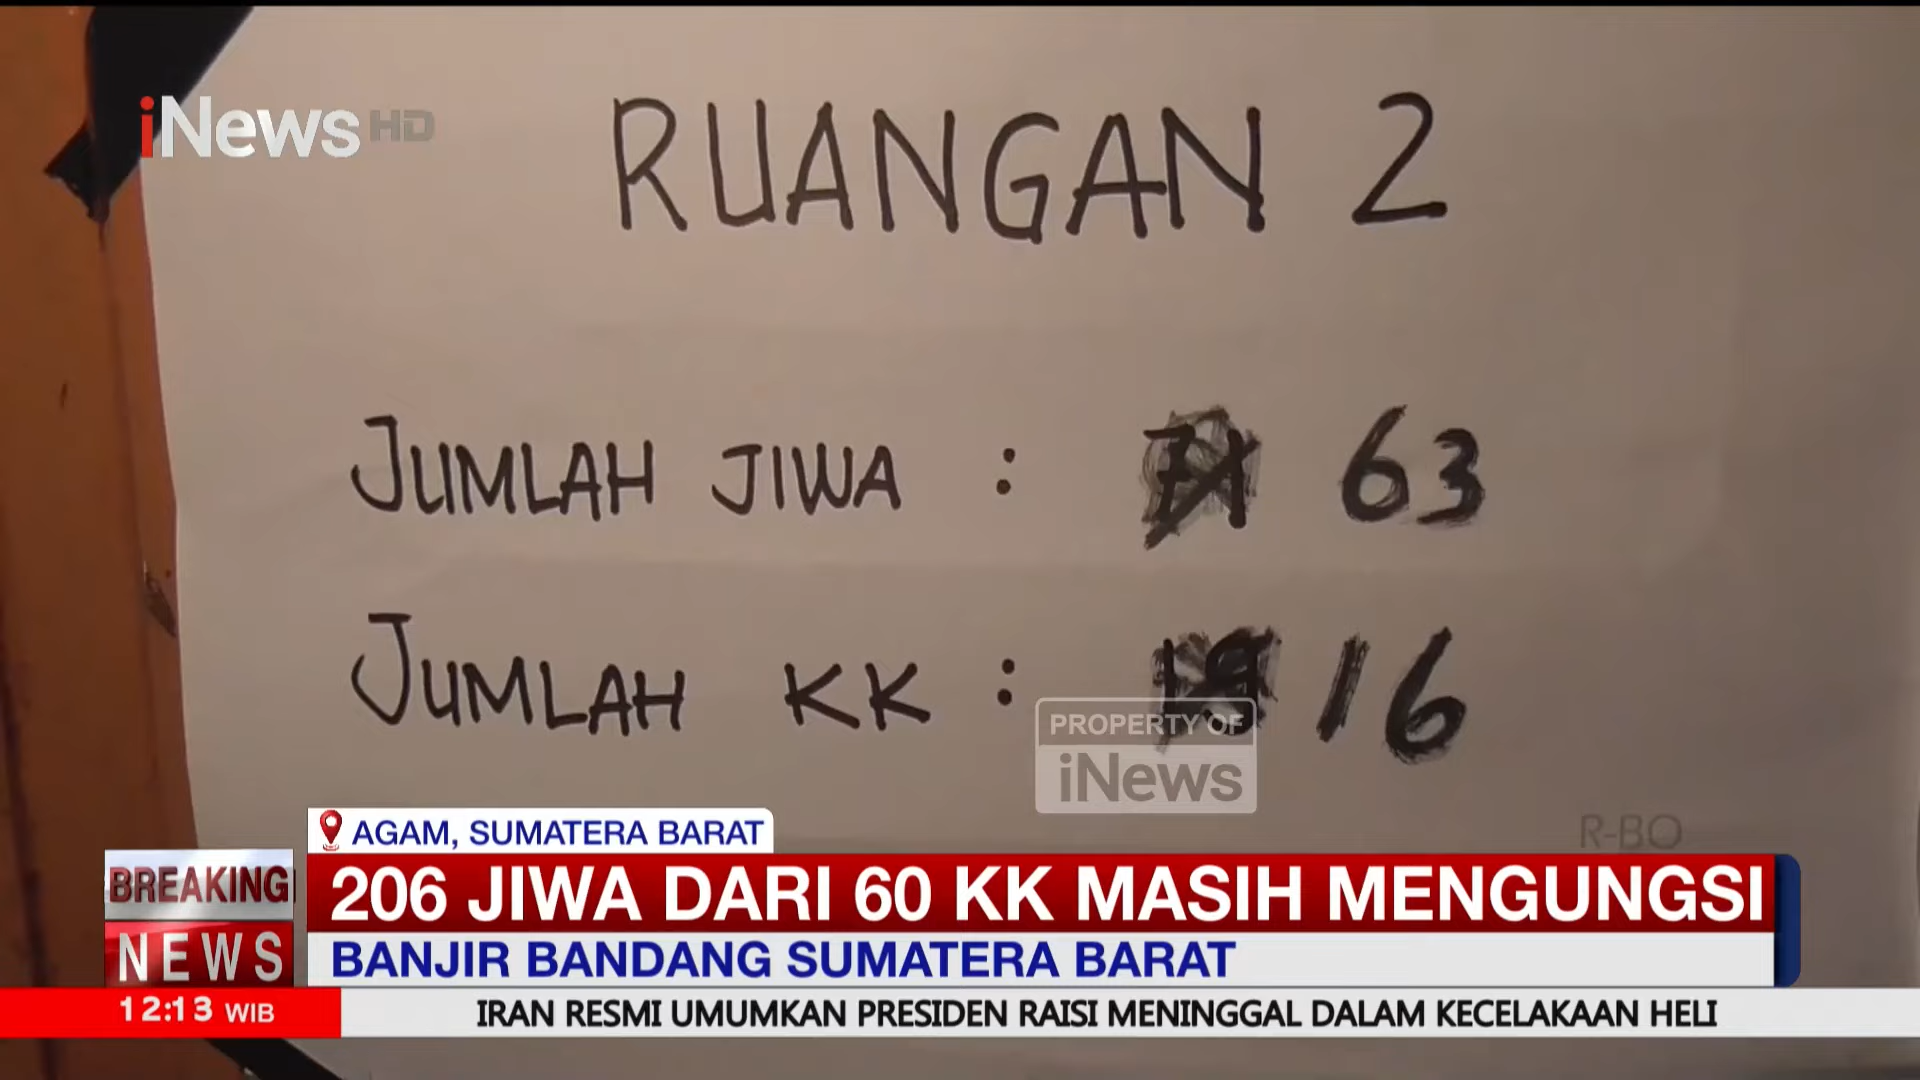 iNews HD
RUANGAN 2
JUMLAH JIWA : 71 63
JUMLAH KK : 16
PROPERTY OF
iNews
R-BO
AGAM, SUMATERA BARAT
BREAKING
NEWS
206 JIWA DARI 60 KK MASIH MENGUNGSI
BANJIR BANDANG SUMATERA BARAT
12:13 WIB
IRAN RESMI UMUMKAN PRESIDEN RAISI MENINGGAL DALAM KECELAKAAN HELI